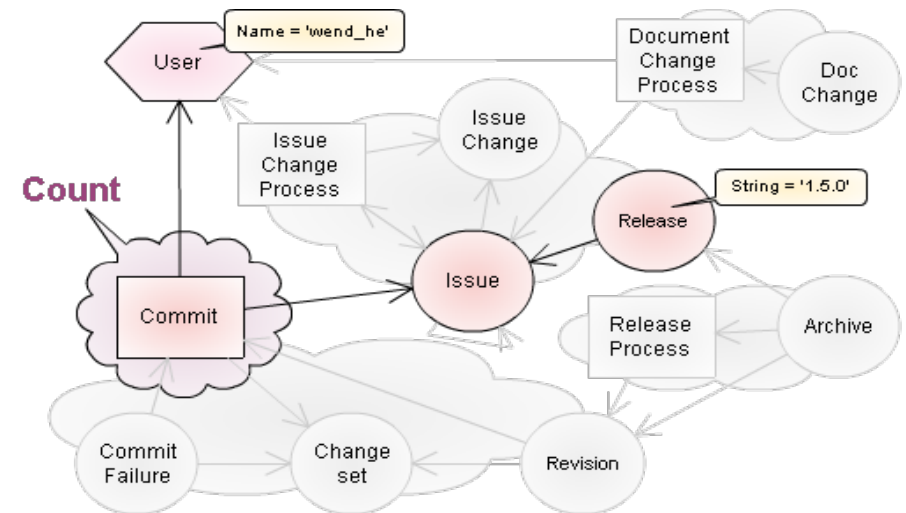 Name = 'wend_he'
User
Document
Change
Process
Doc
Change
Issue
Change
Issue
Change
Process
Count
String = '1.5.0'
Release
Issue
Commit
Release
Process
Archive
Commit
Failure
Change
set
Revision